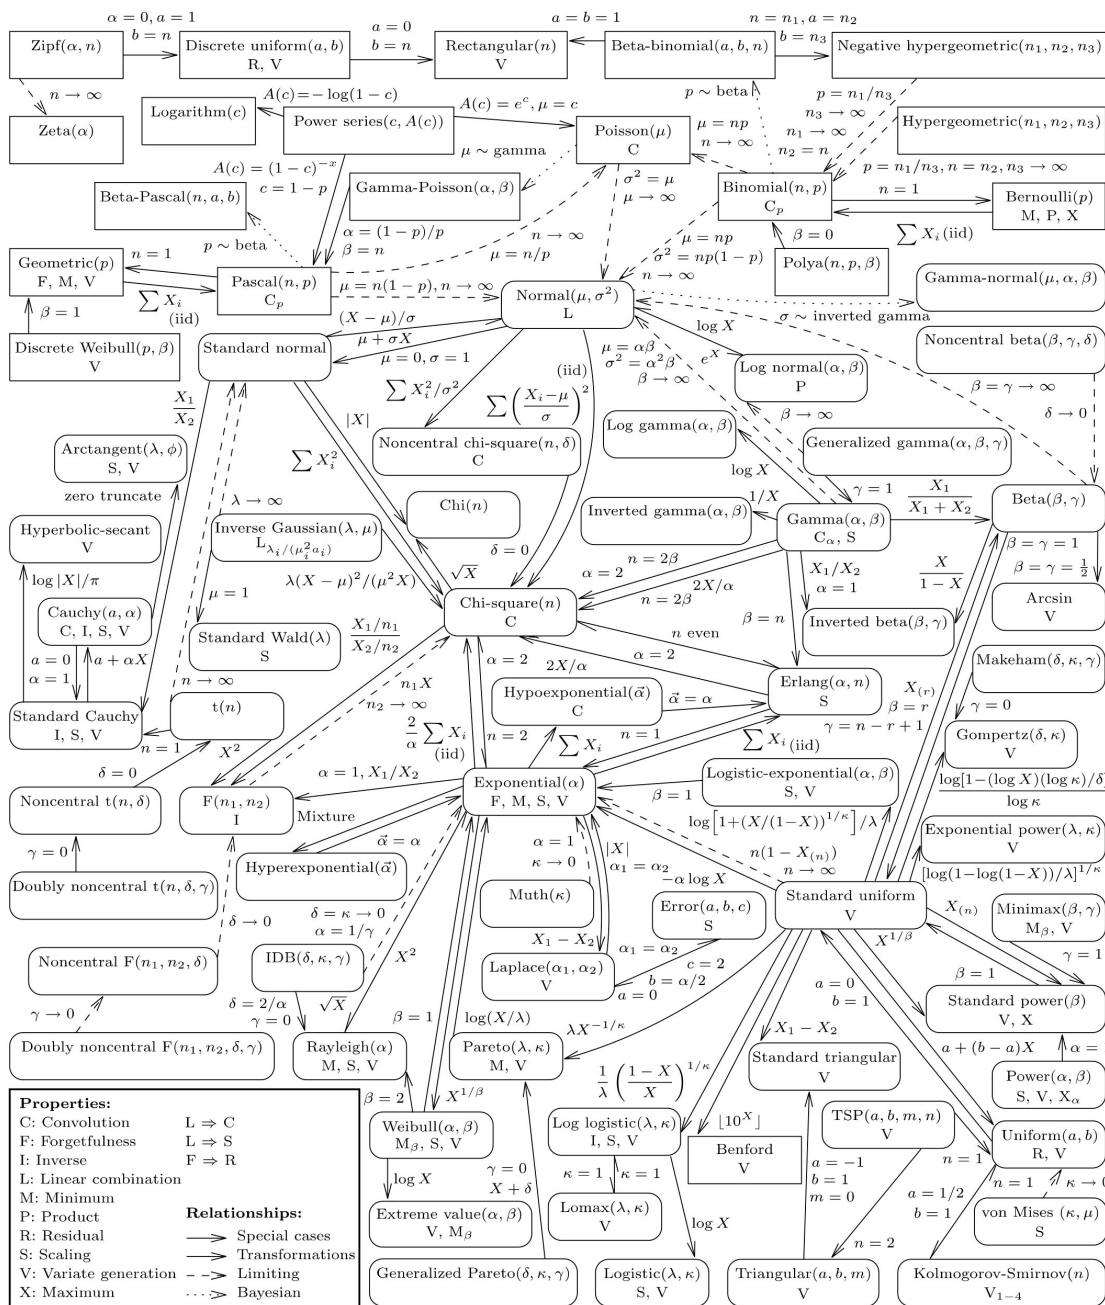 α = 0, a = 1
b = n
a = 0
b = n
a = b = 1
n = n₁, a = n₂
b = n₃
Zipf(α, n)
Discrete uniform(a, b)
R, V
Rectangular(n)
V
Beta-binomial(a, b, n)
Negative hypergeometric(n₁, n₂, n₃)
n → ∞
A(c) = −log(1 − c)
A(c) = eᶜ, μ = c
p ∼ beta
p = n₁/n₃
n₃ → ∞
n₁ → ∞
n₂ = n
Zeta(α)
Logarithm(c)
Power series(c, A(c))
Poisson(μ)
C
μ = np
n → ∞
Hypergeometric(n₁, n₂, n₃)
A(c) = (1 − c)⁻ˣ
c = 1 − p
μ ∼ gamma
σ² = μ
μ → ∞
p = n₁/n₃, n = n₂, n₃ → ∞
Beta-Pascal(n, a, b)
Gamma-Poisson(α, β)
Binomial(n, p)
Cₚ
n = 1
Bernoulli(p)
M, P, X
α = (1 − p)/p
β = n
n → ∞
μ = n/p
μ = np
σ² = np(1 − p)
n → ∞
β = 0
∑ Xᵢ (iid)
p ∼ beta
n = 1
Geometric(p)
F, M, V
∑ Xᵢ
(iid)
Pascal(n, p)
Cₚ
μ = n(1 − p), n → ∞
Normal(μ, σ²)
L
Polya(n, p, β)
Gamma-normal(μ, α, β)
σ ∼ inverted gamma
β = 1
Discrete Weibull(p, β)
V
Standard normal
(X − μ)/σ
μ + σX
μ = 0, σ = 1
μ = αβ
σ² = α²β
β → ∞
log X
eˣ
Log normal(α, β)
P
Noncentral beta(β, γ, δ)
β = γ → ∞
δ → 0
X₁
X₂
|X|
∑ Xᵢ²/σ²
∑ ((Xᵢ−μ)/σ)²
(iid)
β → ∞
Arctangent(λ, φ)
S, V
zero truncate
∑ Xᵢ²
Noncentral chi-square(n, δ)
C
Log gamma(α, β)
log X
Generalized gamma(α, β, γ)
γ = 1
λ → ∞
Hyperbolic-secant
V
Inverse Gaussian(λ, μ)
L λᵢ/(μᵢ²aᵢ)
Chi(n)
Inverted gamma(α, β)
1/X
Gamma(α, β)
C_α, S
X₁
X₁ + X₂
Beta(β, γ)
log |X|/π
λ(X − μ)²/(μ²X)
√X
δ = 0
α = 2
n = 2β
n = 2β
2X/α
X₁/X₂
α = 1
X
1 − X
β = γ = 1
β = γ = 1/2
μ = 1
Cauchy(a, α)
C, I, S, V
Standard Wald(λ)
S
X₁/n₁
X₂/n₂
Chi-square(n)
C
β = n
Inverted beta(β, γ)
Arcsin
V
a = 0
α = 1
a + αX
n → ∞
n₁X
n₂ → ∞
α = 2
2X/α
n even
α = 2
Makeham(δ, κ, γ)
Standard Cauchy
I, S, V
t(n)
Hypoexponential(α⃗)
C
α⃗ = α
Erlang(α, n)
S
X₍ᵣ₎
β = r
γ = n − r + 1
γ = 0
n = 1
X²
2/α ∑ Xᵢ
(iid)
n = 2
∑ Xᵢ
n = 1
∑ Xᵢ (iid)
Gompertz(δ, κ)
V
δ = 0
α = 1, X₁/X₂
log[1−(log X)(log κ)/δ]
log κ
Noncentral t(n, δ)
F(n₁, n₂)
I
Mixture
Exponential(α)
F, M, S, V
β = 1
Logistic-exponential(α, β)
S, V
log[1+(X/(1−X))^1/κ]/λ
Exponential power(λ, κ)
V
γ = 0
α⃗ = α
α = 1
κ → 0
|X|
α₁ = α₂
n(1 − X₍ₙ₎)
n → ∞
[log(1−log(1−X))/λ]^1/κ
Doubly noncentral t(n, δ, γ)
Hyperexponential(α⃗)
Muth(κ)
−α log X
Error(a, b, c)
S
Standard uniform
V
X₍ₙ₎
Minimax(β, γ)
M_β, V
δ → 0
δ = κ → 0
α = 1/γ
X^1/β
γ = 1
Noncentral F(n₁, n₂, δ)
IDB(δ, κ, γ)
X²
X₁ − X₂
Laplace(α₁, α₂)
V
α₁ = α₂
c = 2
b = α/2
a = 0
a = 0
b = 1
β = 1
Standard power(β)
V, X
γ → 0
δ = 2/α
γ = 0
√X
β = 1
log(X/λ)
λX^−1/κ
X₁ − X₂
Doubly noncentral F(n₁, n₂, δ, γ)
Rayleigh(α)
M, S, V
Pareto(λ, κ)
M, V
Standard triangular
V
a + (b − a)X
α = 1
β = 2
X^1/β
1/λ ((1 − X)/X)^1/κ
Power(α, β)
S, V, X_α
Weibull(α, β)
M_β, S, V
Log logistic(λ, κ)
I, S, V
⌊10ˣ⌋
Benford
V
TSP(a, b, m, n)
V
Uniform(a, b)
R, V
n = 1
log X
γ = 0
X + δ
κ = 1
κ = 1
a = −1
b = 1
m = 0
a = 1/2
b = 1
n = 1
κ → 0
Extreme value(α, β)
V, M_β
Lomax(λ, κ)
V
log X
n = 2
von Mises (κ, μ)
S
Generalized Pareto(δ, κ, γ)
Logistic(λ, κ)
S, V
Triangular(a, b, m)
V
Kolmogorov-Smirnov(n)
V₁₋₄
Properties:
C: Convolution L ⇒ C
F: Forgetfulness L ⇒ S
I: Inverse F ⇒ R
L: Linear combination
M: Minimum
P: Product Relationships:
R: Residual Special cases
S: Scaling Transformations
V: Variate generation Limiting
X: Maximum Bayesian